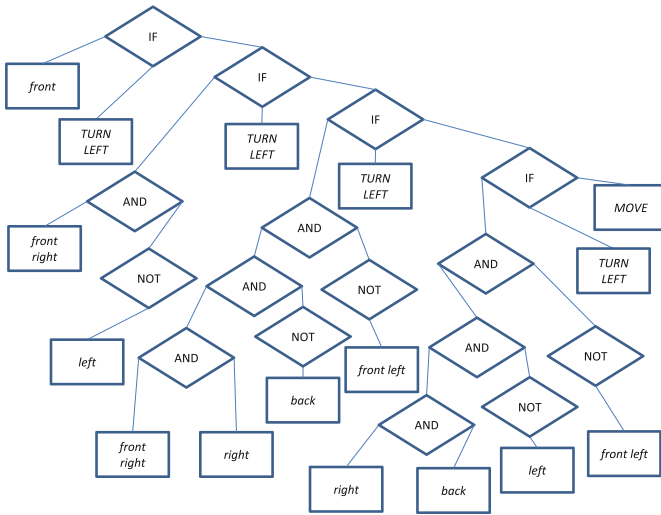 IF
front
TURN
LEFT
IF
TURN
LEFT
IF
TURN
LEFT
IF
MOVE
TURN
LEFT
AND
front
right
NOT
left
AND
AND
NOT
AND
NOT
back
front left
front
right
right
AND
AND
NOT
AND
NOT
right
back
left
front left